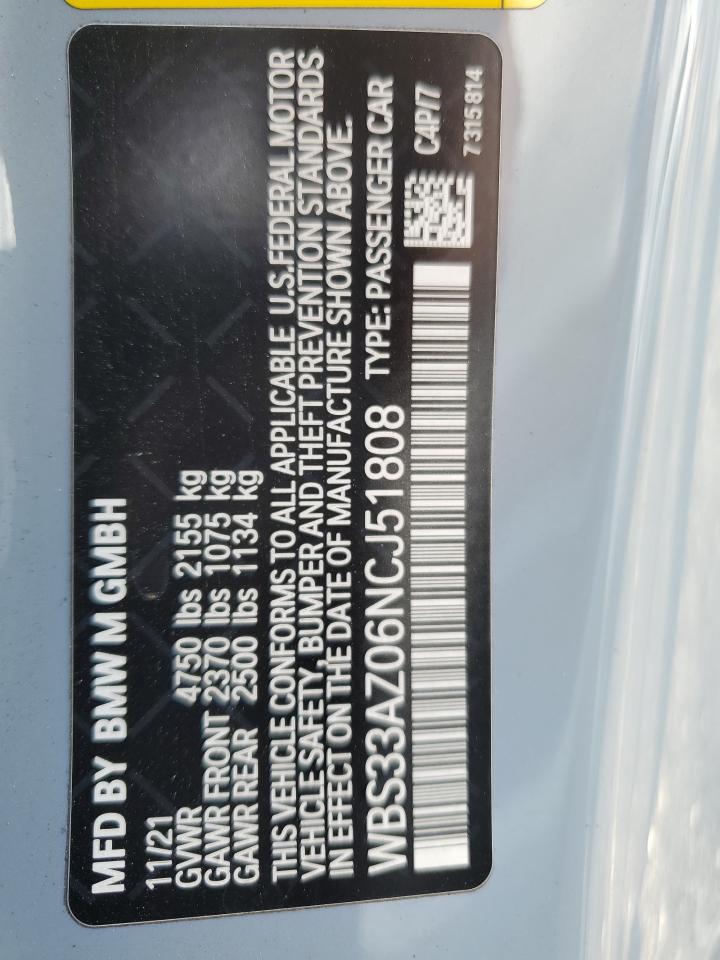 MFD BY BMW M GMBH
11/21
GVWR 4750 lbs 2155 kg
GAWR FRONT 2370 lbs 1075 kg
GAWR REAR 2500 lbs 1134 kg
THIS VEHICLE CONFORMS TO ALL APPLICABLE U.S.FEDERAL MOTOR
VEHICLE SAFETY, BUMPER AND THEFT PREVENTION STANDARDS
IN EFFECT ON THE DATE OF MANUFACTURE SHOWN ABOVE.
WBS33AZ06NCJ51808 TYPE: PASSENGER CAR
C4P/7
7 315 814